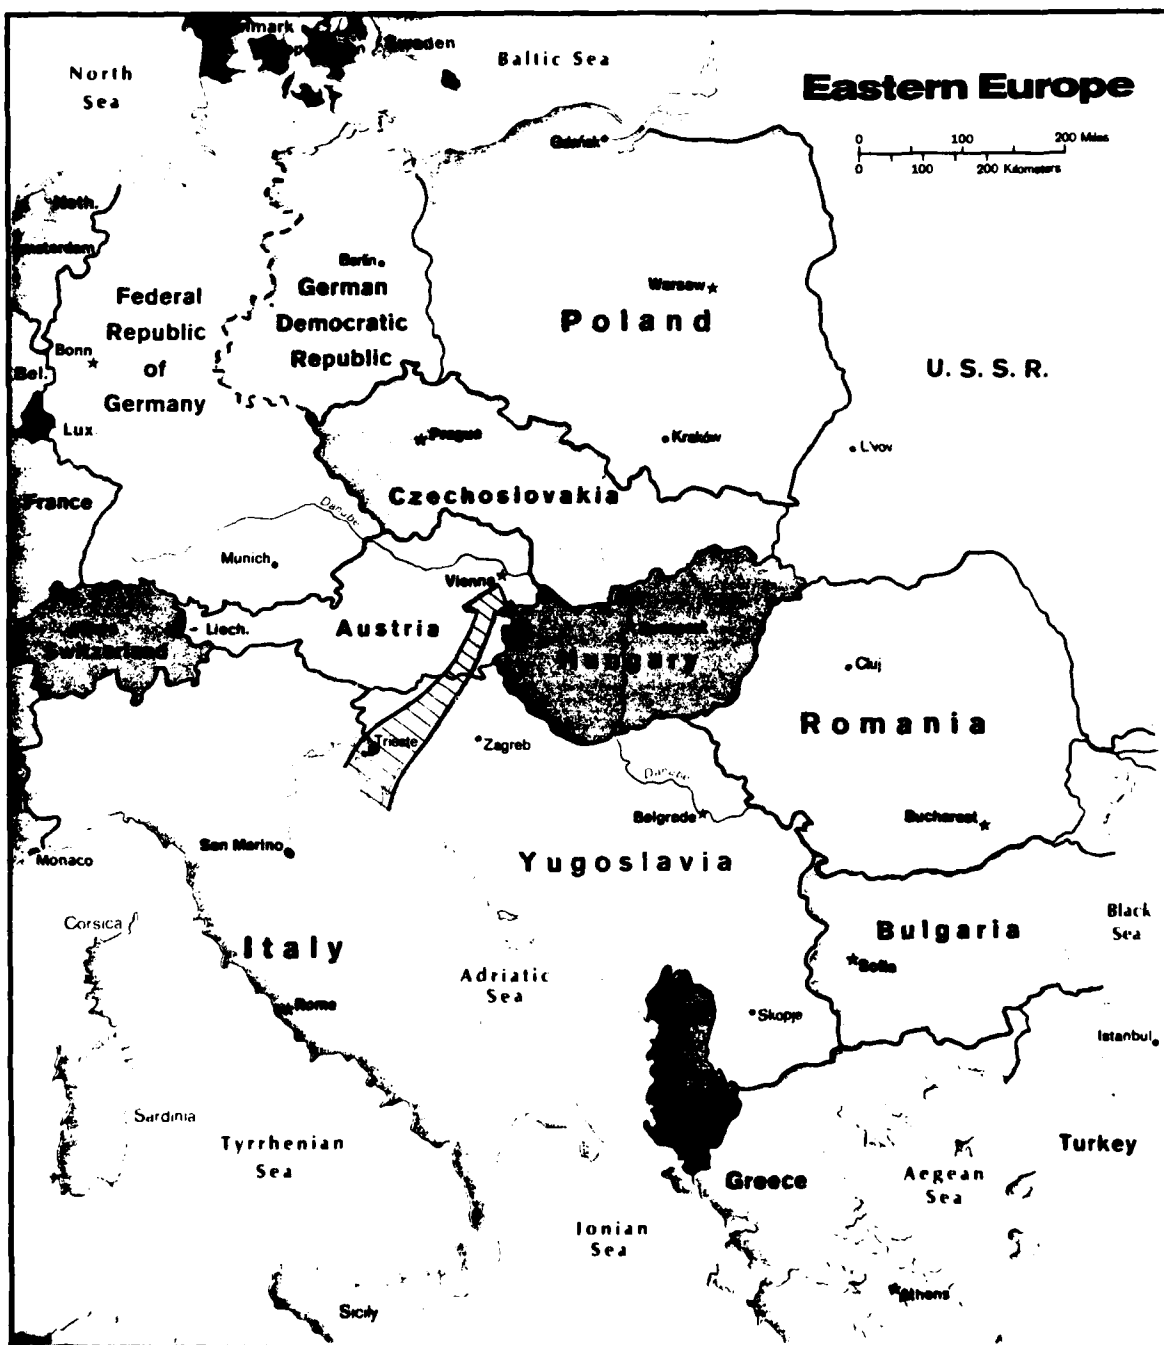 Eastern Europe
0 100 200 Miles
0 100 200 Kilometers
North
Sea
Baltic Sea
Sweden
Gdańsk
Neth.
Berlin
German
Democratic
Republic
Federal
Republic
of
Germany
Bonn
Bel.
Lux
Warsaw
Poland
U. S. S. R.
Prague
Kraków
L'vov
Czechoslovakia
France
Danube
Munich
Vienna
Liech.
Austria
Switzerland
Hungary
Cluj
Romania
Trieste
Zagreb
Danube
Belgrade
Bucharest
San Marino
Monaco
Yugoslavia
Corsica
Italy
Bulgaria
Black
Sea
Sofia
Adriatic
Sea
Rome
Skopje
Istanbul
Sardinia
Tyrrhenian
Sea
Turkey
Greece
Aegean
Sea
Ionian
Sea
Athens
Sicily